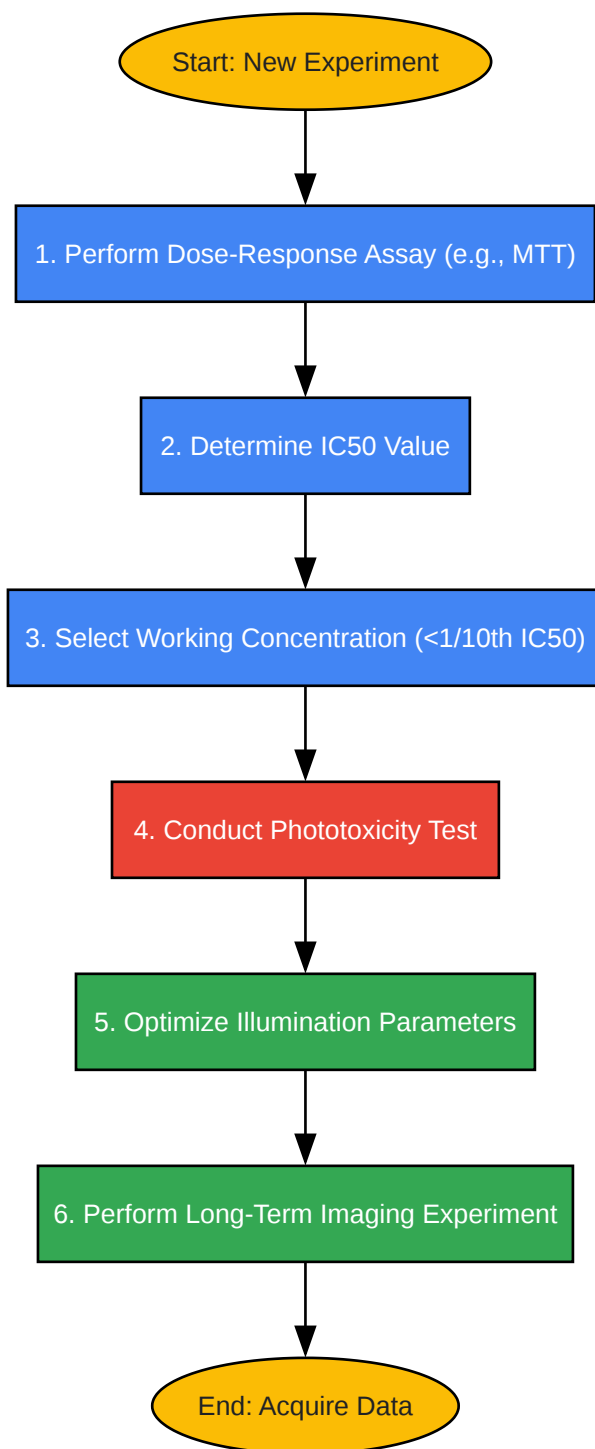 Start: New Experiment
1. Perform Dose-Response Assay (e.g., MTT)
2. Determine IC50 Value
3. Select Working Concentration (<1/10th IC50)
4. Conduct Phototoxicity Test
5. Optimize Illumination Parameters
6. Perform Long-Term Imaging Experiment
End: Acquire Data